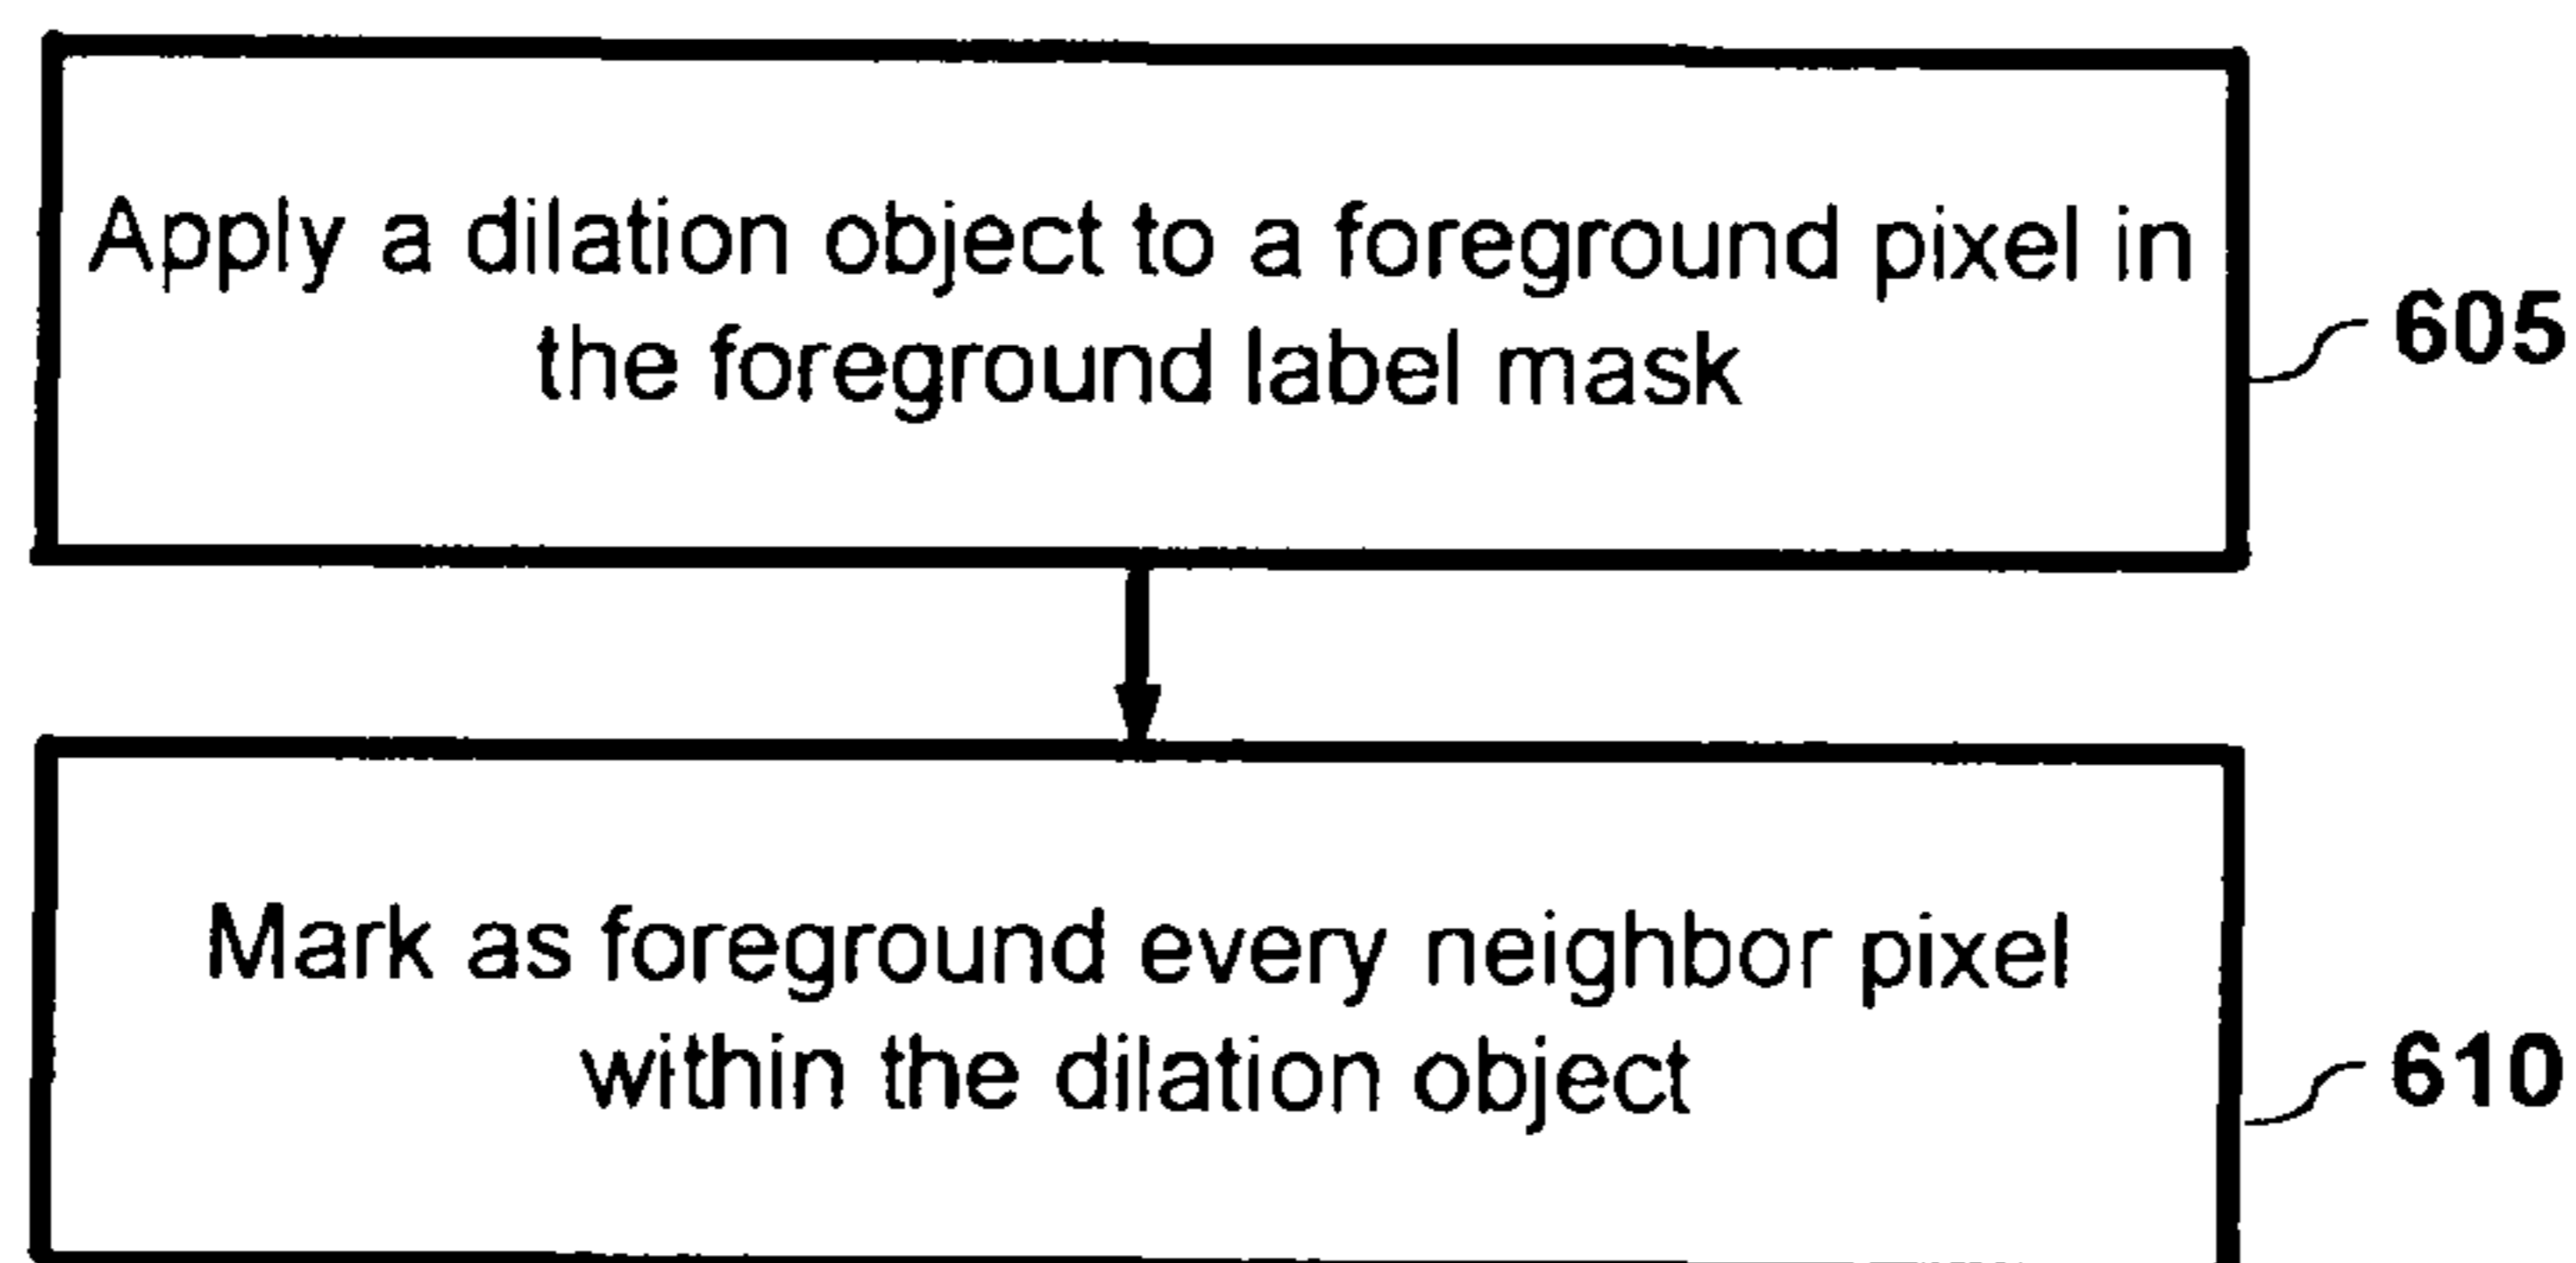 Apply a dilation object to a foreground pixel in
the foreground label mask
605
Mark as foreground every neighbor pixel
within the dilation object
610